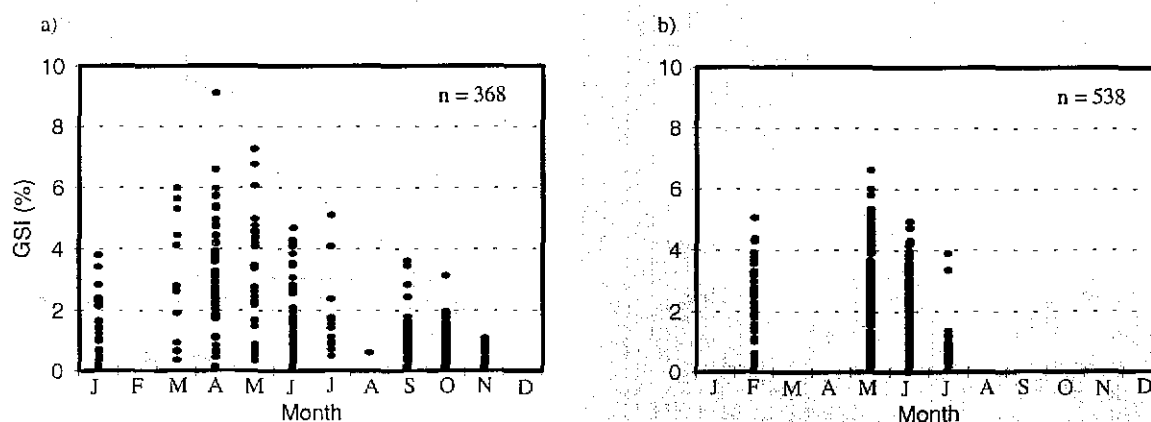 a)
10
8
6
4
2
0
GSI (%)
n = 368
J F M A M J J A S O N D
Month
b)
10
8
6
4
2
0
n = 538
J F M A M J J A S O N D
Month